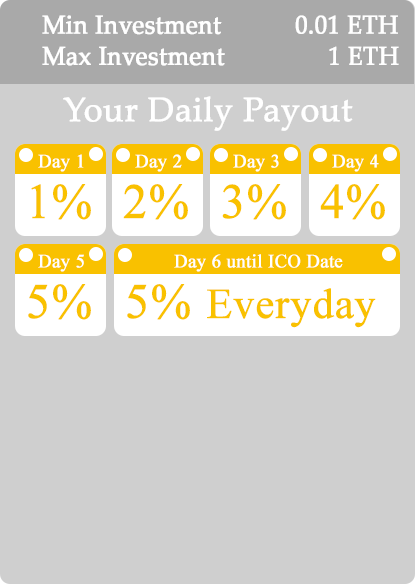 Min Investment 0.01 ETH
Max Investment 1 ETH
Your Daily Payout
Day 1 Day 2 Day 3 Day 4
1% 2% 3% 4%
Day 5 Day 6 until ICO Date
5% 5% Everyday